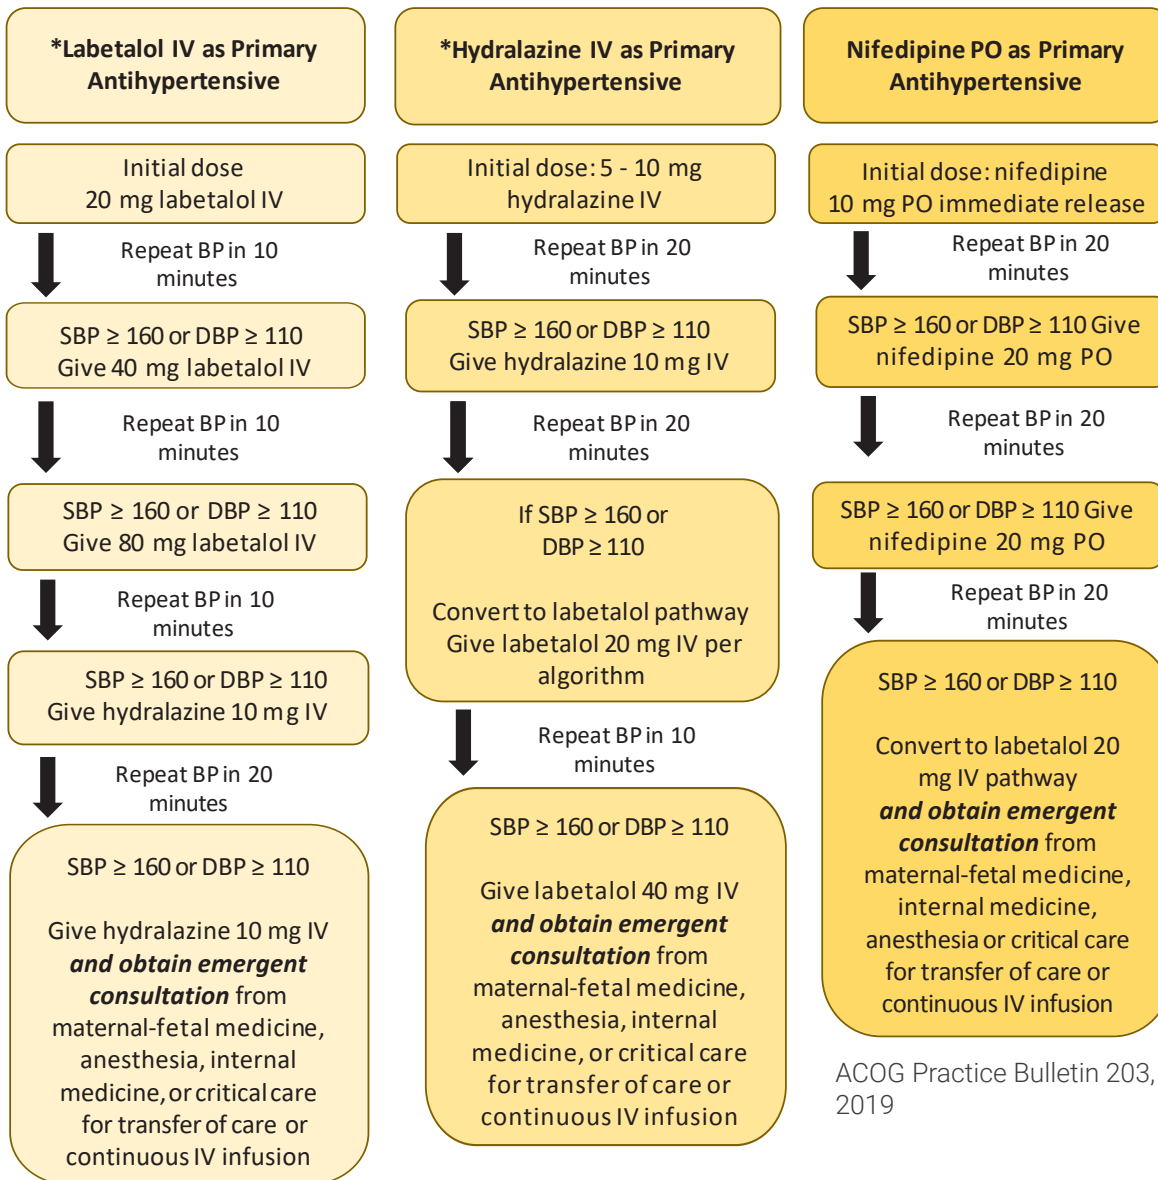 *Labetalol IV as Primary
Antihypertensive
Initial dose
20 mg labetalol IV
Repeat BP in 10
minutes
SBP ≥ 160 or DBP ≥ 110
Give 40 mg labetalol IV
Repeat BP in 10
minutes
SBP ≥ 160 or DBP ≥ 110
Give 80 mg labetalol IV
Repeat BP in 10
minutes
SBP ≥ 160 or DBP ≥ 110
Give hydralazine 10 mg IV
Repeat BP in 20
minutes
SBP ≥ 160 or DBP ≥ 110
Give hydralazine 10 mg IV
and obtain emergent
consultation from
maternal-fetal medicine,
anesthesia, internal
medicine, or critical care
for transfer of care or
continuous IV infusion
*Hydralazine IV as Primary
Antihypertensive
Initial dose: 5 - 10 mg
hydralazine IV
Repeat BP in 20
minutes
SBP ≥ 160 or DBP ≥ 110
Give hydralazine 10 mg IV
Repeat BP in 20
minutes
If SBP ≥ 160 or
DBP ≥ 110
Convert to labetalol pathway
Give labetalol 20 mg IV per
algorithm
Repeat BP in 10
minutes
SBP ≥ 160 or DBP ≥ 110
Give labetalol 40 mg IV
and obtain emergent
consultation from
maternal-fetal medicine,
anesthesia, internal
medicine, or critical care
for transfer of care or
continuous IV infusion
Nifedipine PO as Primary
Antihypertensive
Initial dose: nifedipine
10 mg PO immediate release
Repeat BP in 20
minutes
SBP ≥ 160 or DBP ≥ 110 Give
nifedipine 20 mg PO
Repeat BP in 20
minutes
SBP ≥ 160 or DBP ≥ 110 Give
nifedipine 20 mg PO
Repeat BP in 20
minutes
SBP ≥ 160 or DBP ≥ 110
Convert to labetalol 20
mg IV pathway
and obtain emergent
consultation from
maternal-fetal medicine,
internal medicine,
anesthesia or critical care
for transfer of care or
continuous IV infusion
ACOG Practice Bulletin 203,
2019